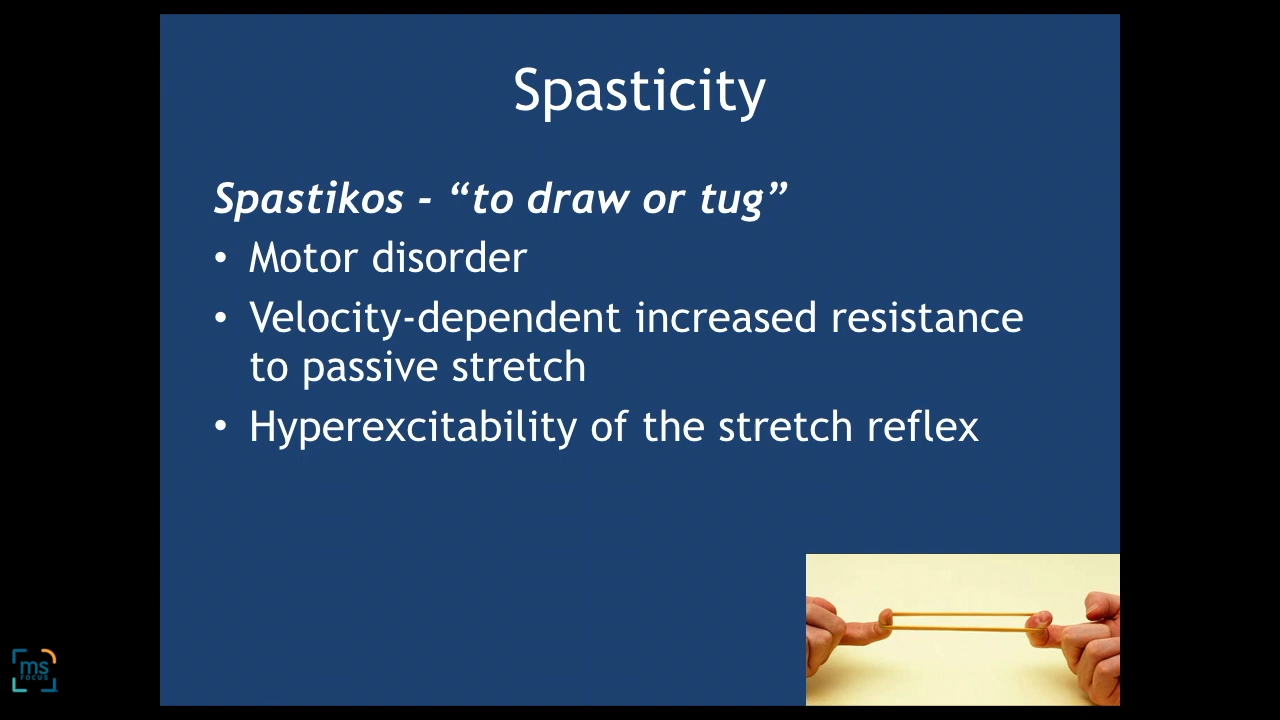 Spasticity
Spastikos - “to draw or tug”
• Motor disorder
• Velocity-dependent increased resistance
to passive stretch
• Hyperexcitability of the stretch reflex
ms
FOCUS